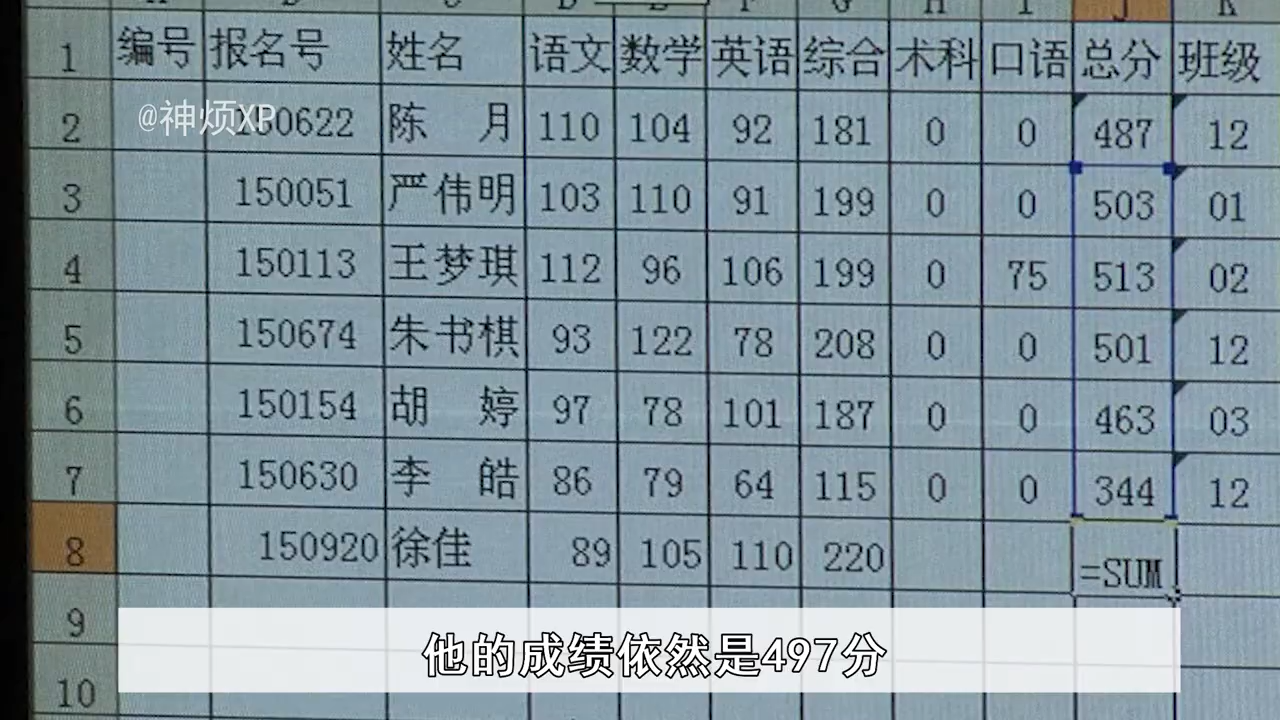 1 编号 报名号 姓名 语文 数学 英语 综合 术科 口语 总分 班级
2 150622 陈 月 110 104 92 181 0 0 487 12
@神烦XP
3 150051 严伟明 103 110 91 199 0 0 503 01
4 150113 王梦琪 112 96 106 199 0 75 513 02
5 150674 朱书棋 93 122 78 208 0 0 501 12
6 150154 胡 婷 97 78 101 187 0 0 463 03
7 150630 李 皓 86 79 64 115 0 0 344 12
8 150920 徐佳 89 105 110 220 =SUM
9
他的成绩依然是497分
10